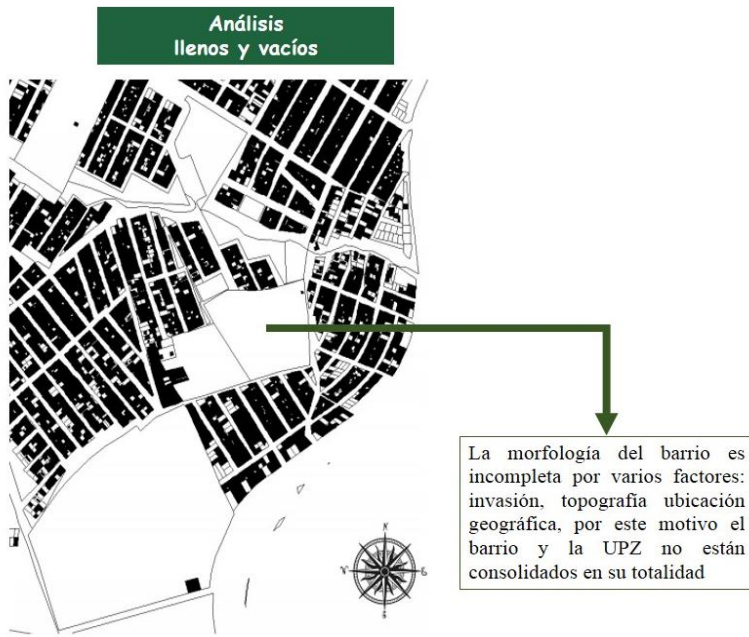 Análisis
llenos y vacíos
La morfología del barrio es
incompleta por varios factores:
invasión, topografía ubicación
geográfica, por este motivo el
barrio y la UPZ no están
consolidados en su totalidad